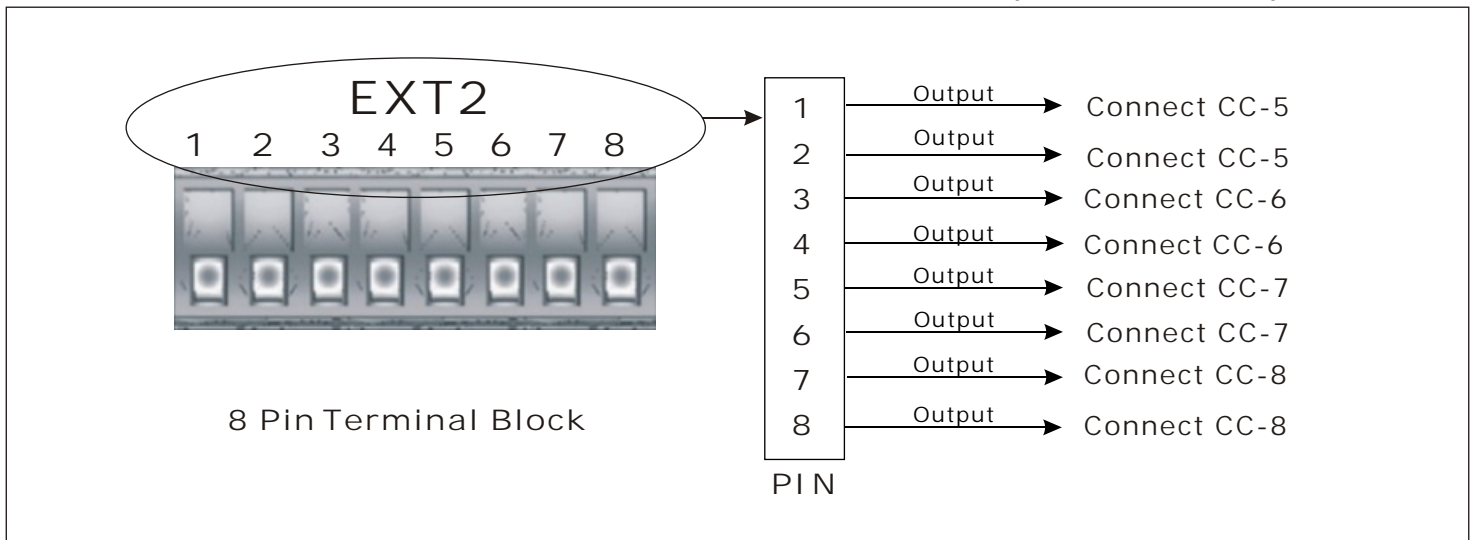 EXT2
1 2 3 4 5 6 7 8
8 Pin Terminal Block
1 Output Connect CC-5
2 Output Connect CC-5
3 Output Connect CC-6
4 Output Connect CC-6
5 Output Connect CC-7
6 Output Connect CC-7
7 Output Connect CC-8
8 Output Connect CC-8
PIN